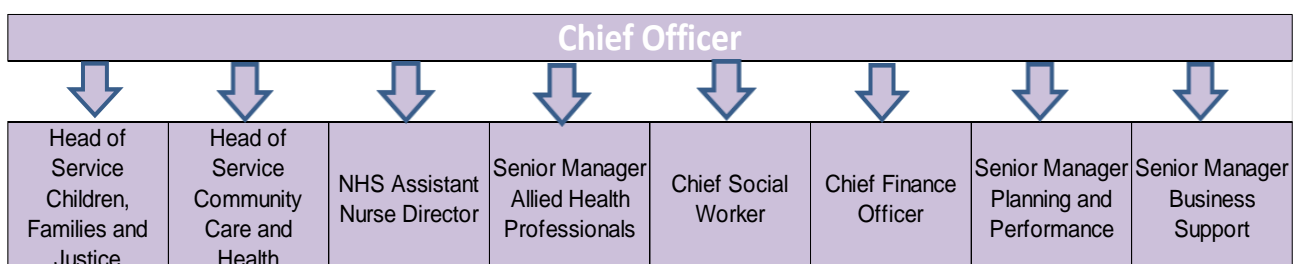 Chief Officer
Head of
Service
Children,
Families and
Justice
Head of
Service
Community
Care and
Health
NHS Assistant
Nurse Director
Senior Manager
Allied Health
Professionals
Chief Social
Worker
Chief Finance
Officer
Senior Manager
Planning and
Performance
Senior Manager
Business
Support